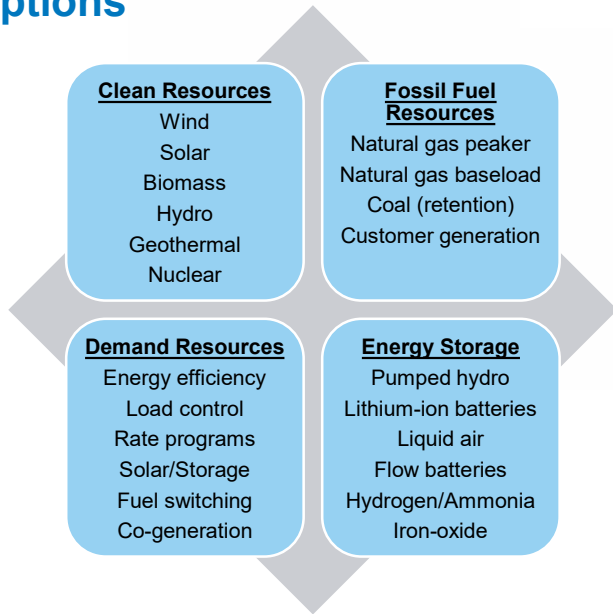 ptions
Clean Resources
Wind
Solar
Biomass
Hydro
Geothermal
Nuclear
Fossil Fuel
Resources
Natural gas peaker
Natural gas baseload
Coal (retention)
Customer generation
Demand Resources
Energy efficiency
Load control
Rate programs
Solar/Storage
Fuel switching
Co-generation
Energy Storage
Pumped hydro
Lithium-ion batteries
Liquid air
Flow batteries
Hydrogen/Ammonia
Iron-oxide